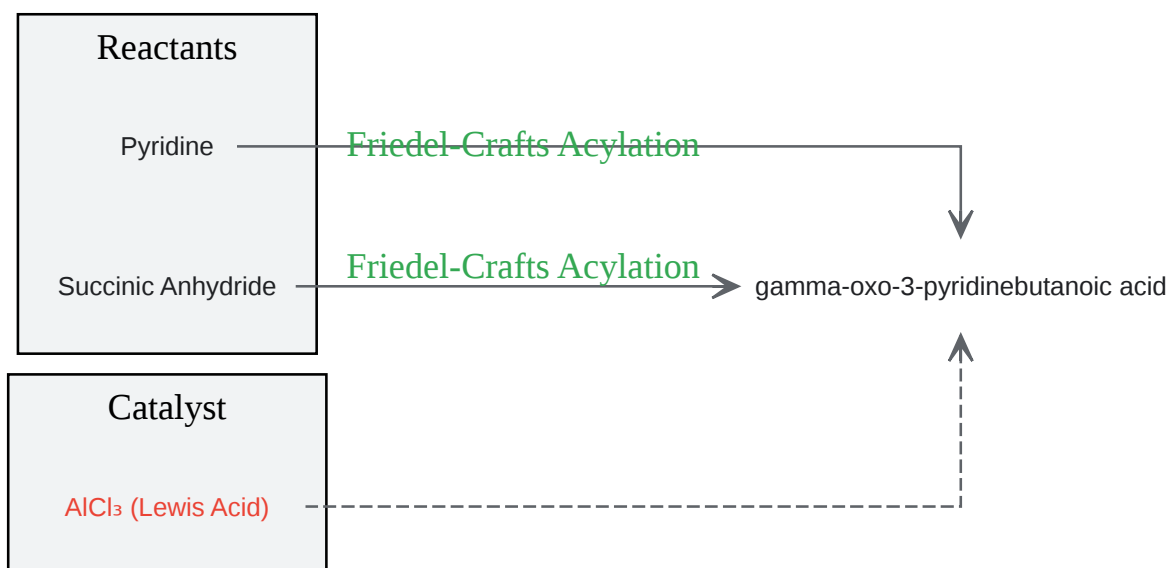 Reactants
Pyridine
Friedel-Crafts Acylation
Succinic Anhydride
Friedel-Crafts Acylation
gamma-oxo-3-pyridinebutanoic acid
Catalyst
AlCl₃ (Lewis Acid)